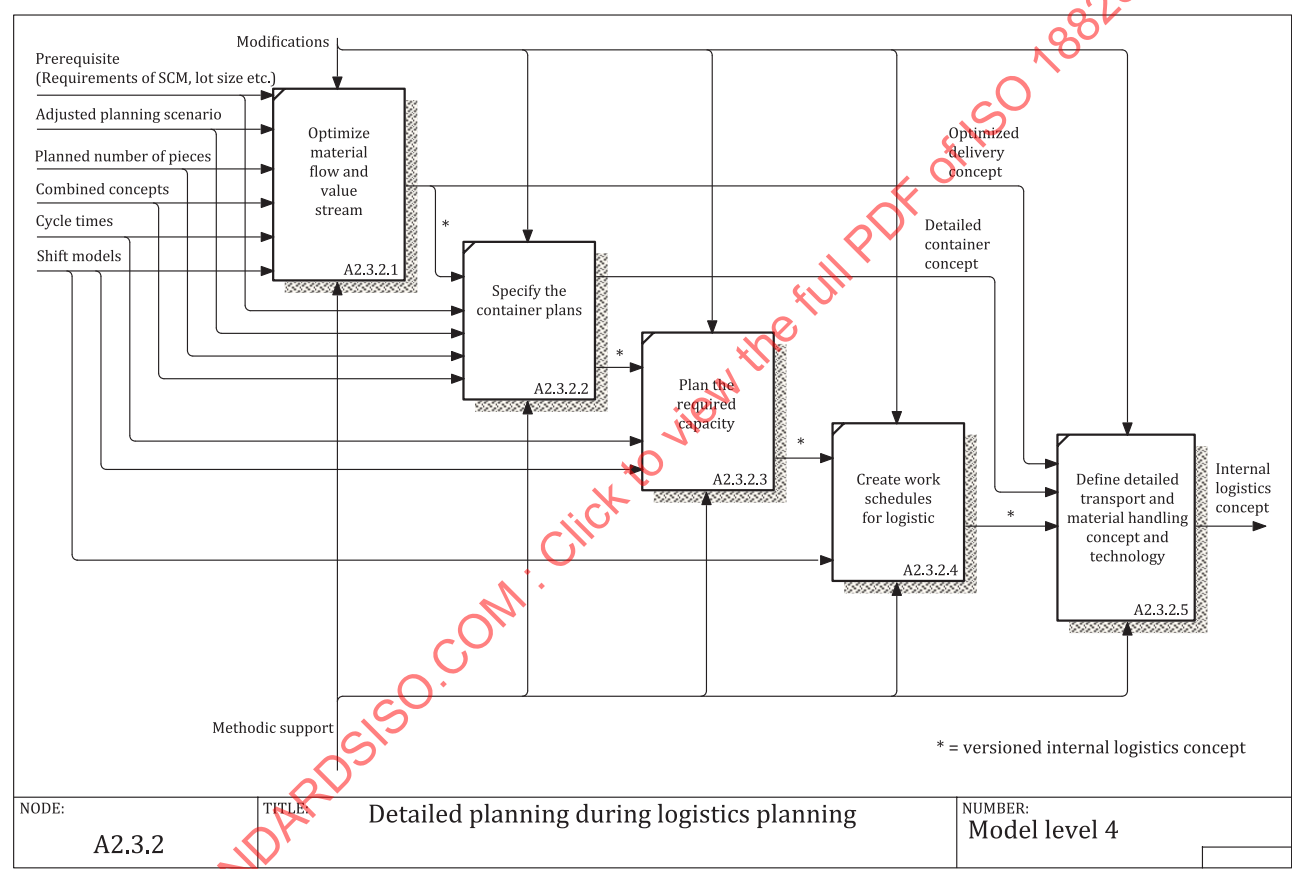 Modifications
Prerequisite
(Requirements of SCM, lot size etc.)
Adjusted planning scenario
Planned number of pieces
Combined concepts
Cycle times
Shift models
Optimize
material
flow and
value
stream
A2.3.2.1
*
Specify the
container plans
A2.3.2.2
*
Plan the
required
capacity
A2.3.2.3
*
Create work
schedules
for logistic
A2.3.2.4
*
Optimized
delivery
concept
Detailed
container
concept
Define detailed
transport and
material handling
concept and
technology
A2.3.2.5
Internal
logistics
concept
Methodic support
* = versioned internal logistics concept
NODE:
A2.3.2
TITLE:
Detailed planning during logistics planning
NUMBER:
Model level 4
NDARDSISO.COM : Click to view the full PDF of ISO 1882